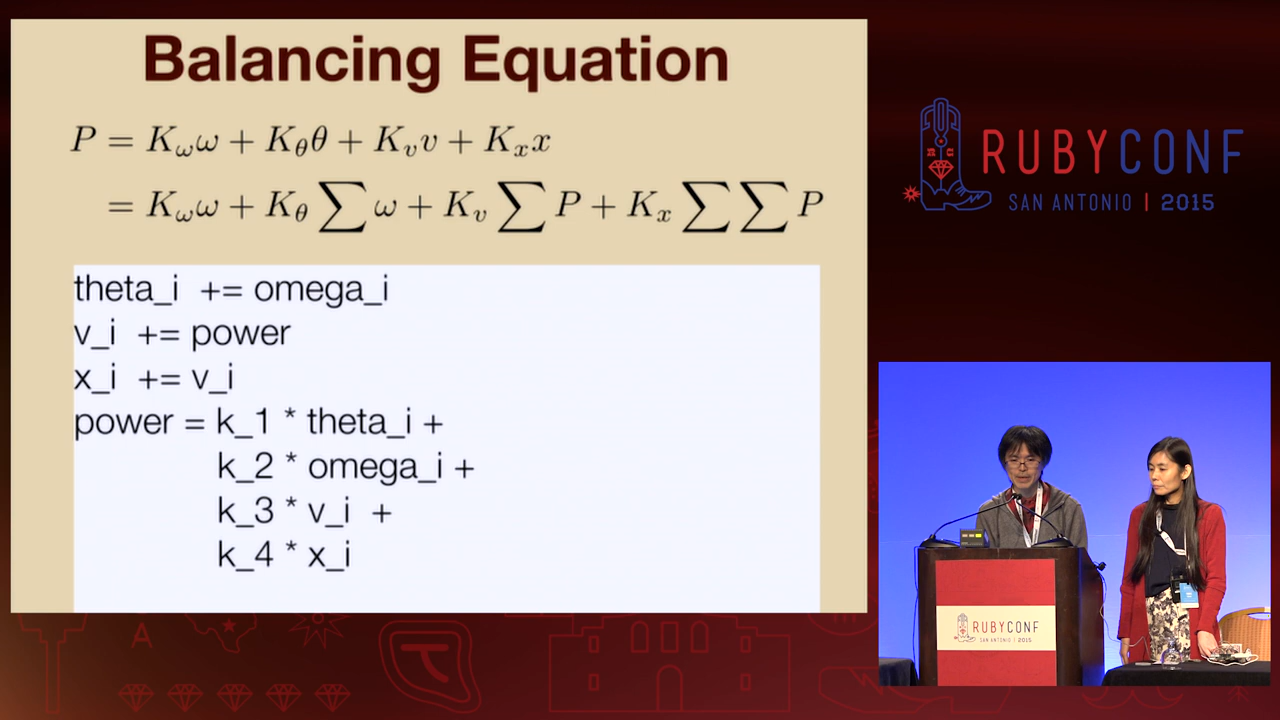 Balancing Equation
P = K_ω ω + K_θ θ + K_v v + K_x x
= K_ω ω + K_θ ∑ ω + K_v ∑ P + K_x ∑ ∑ P
theta_i += omega_i
v_i += power
x_i += v_i
power = k_1 * theta_i +
k_2 * omega_i +
k_3 * v_i +
k_4 * x_i
RUBYCONF
SAN ANTONIO | 2015
RUBYCONF
SAN ANTONIO | 2015
A